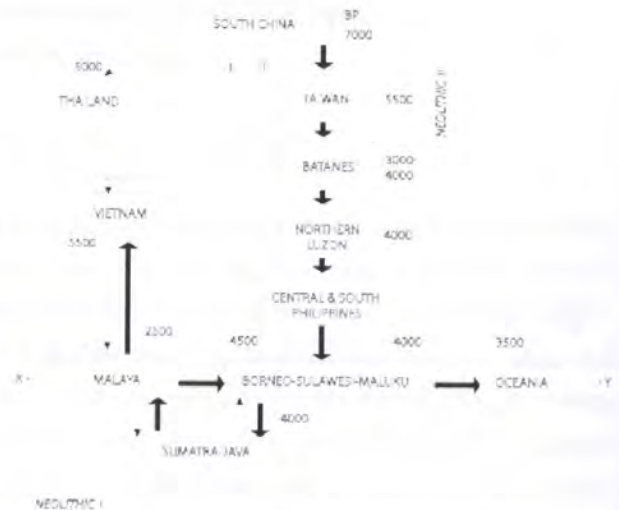 SOUTH CHINA
BP
7000
5000
THAILAND
TAIWAN
5500
NEOLITHIC II
BATANES
3000-
4000
VIETNAM
5500
NORTHERN
LUZON
4000
CENTRAL & SOUTH
PHILIPPINES
2500
4500
4000
3500
X -
MALAYA
BORNEO-SULAWESI-MALUKU
OCEANIA
-Y
4000
SUMATRA-JAVA
NEOLITHIC I